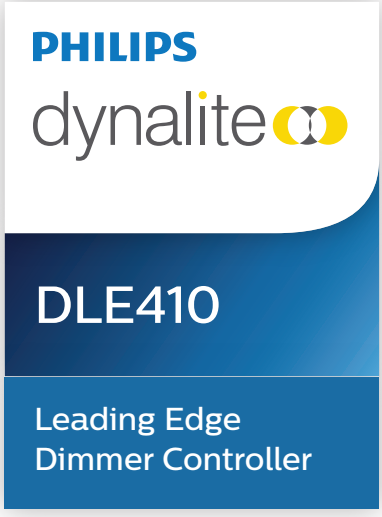 PHILIPS
dynalite
DLE410
Leading Edge
Dimmer Controller